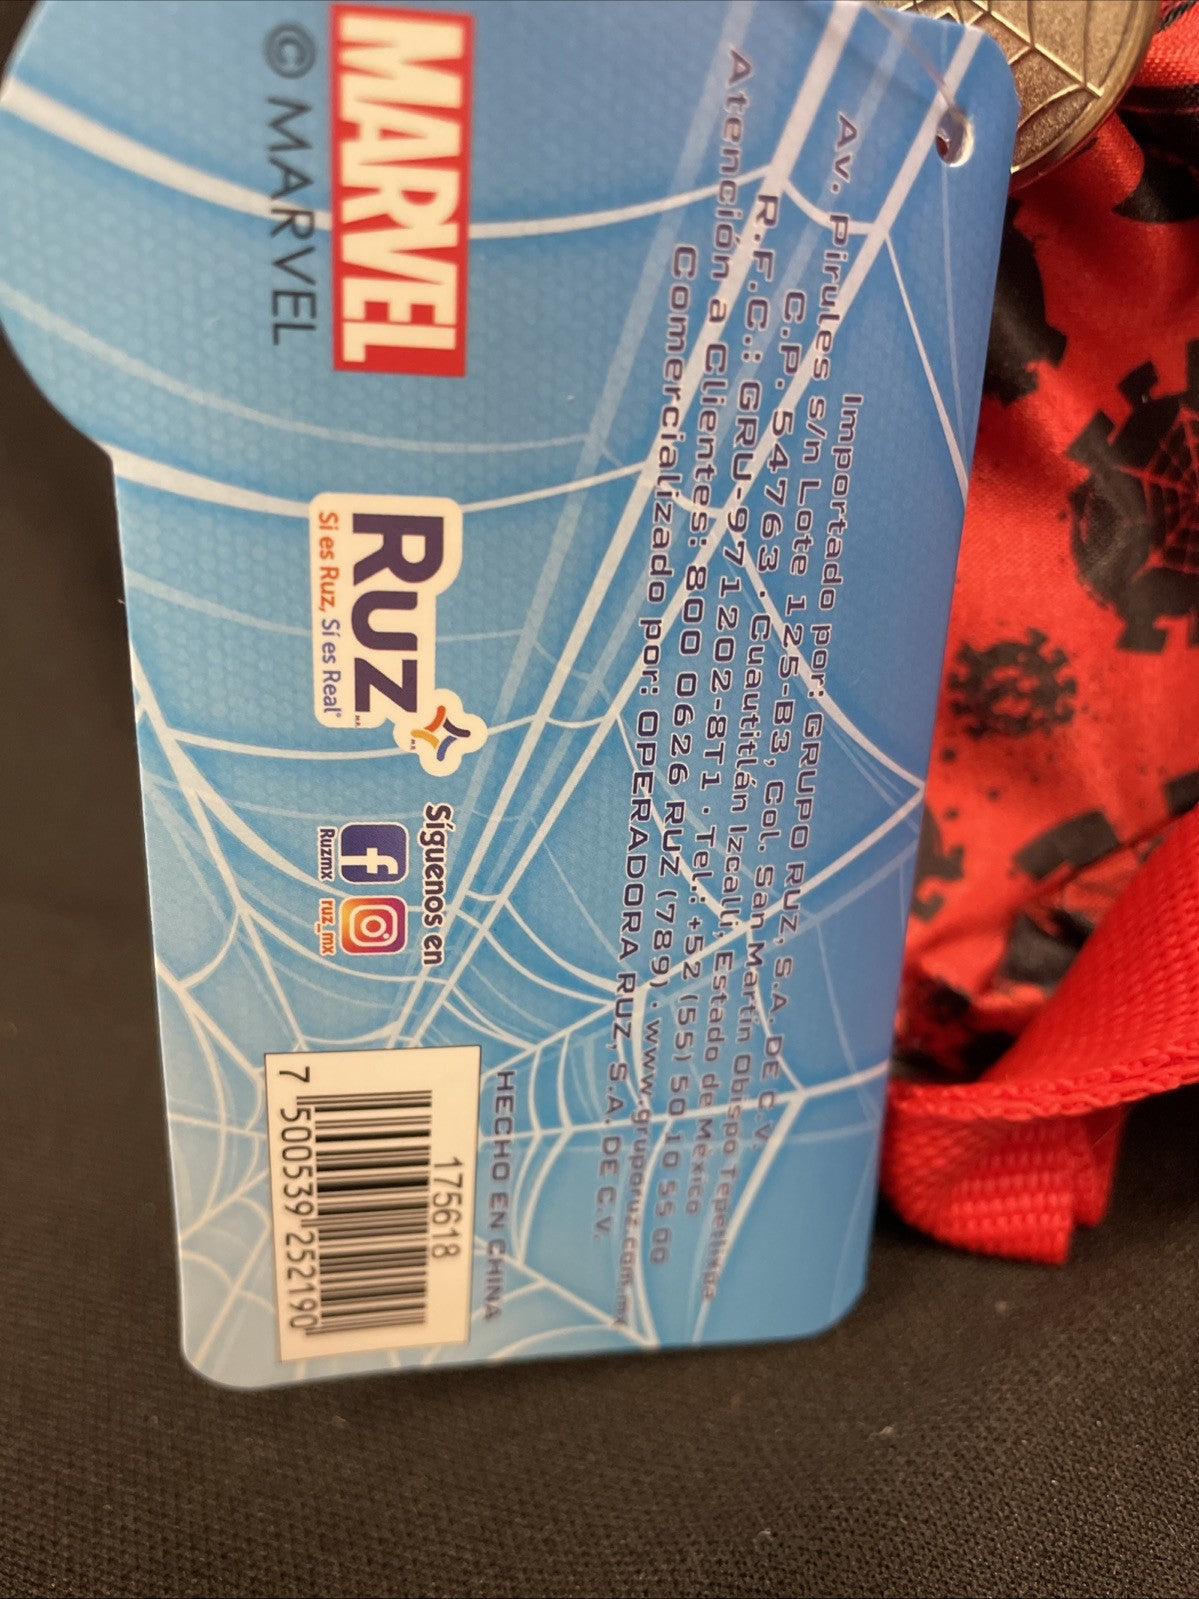 Importado por: GRUPO RUZ, S.A. DE C.V.
Av. Pirules s/n Lote 125-B3, Col. San Martín Obispo Tepetlixpa
C.P. 54763 · Cuautitlán Izcalli, Estado de México
R.F.C.: GRU-971202-8T1 · Tel.: +52 (55) 50 10 55 00
Atención a Clientes: 800 0626 RUZ (789) · www.gruporuz.com.mx
Comercializado por: OPERADORA RUZ, S.A. DE C.V.
HECHO EN CHINA
MARVEL
© MARVEL
RUZ
M.R.
M.R.
Si es Ruz, Sí es Real®
Síguenos en
Ruzmx
ruz_mx
175618
7 500539 252190